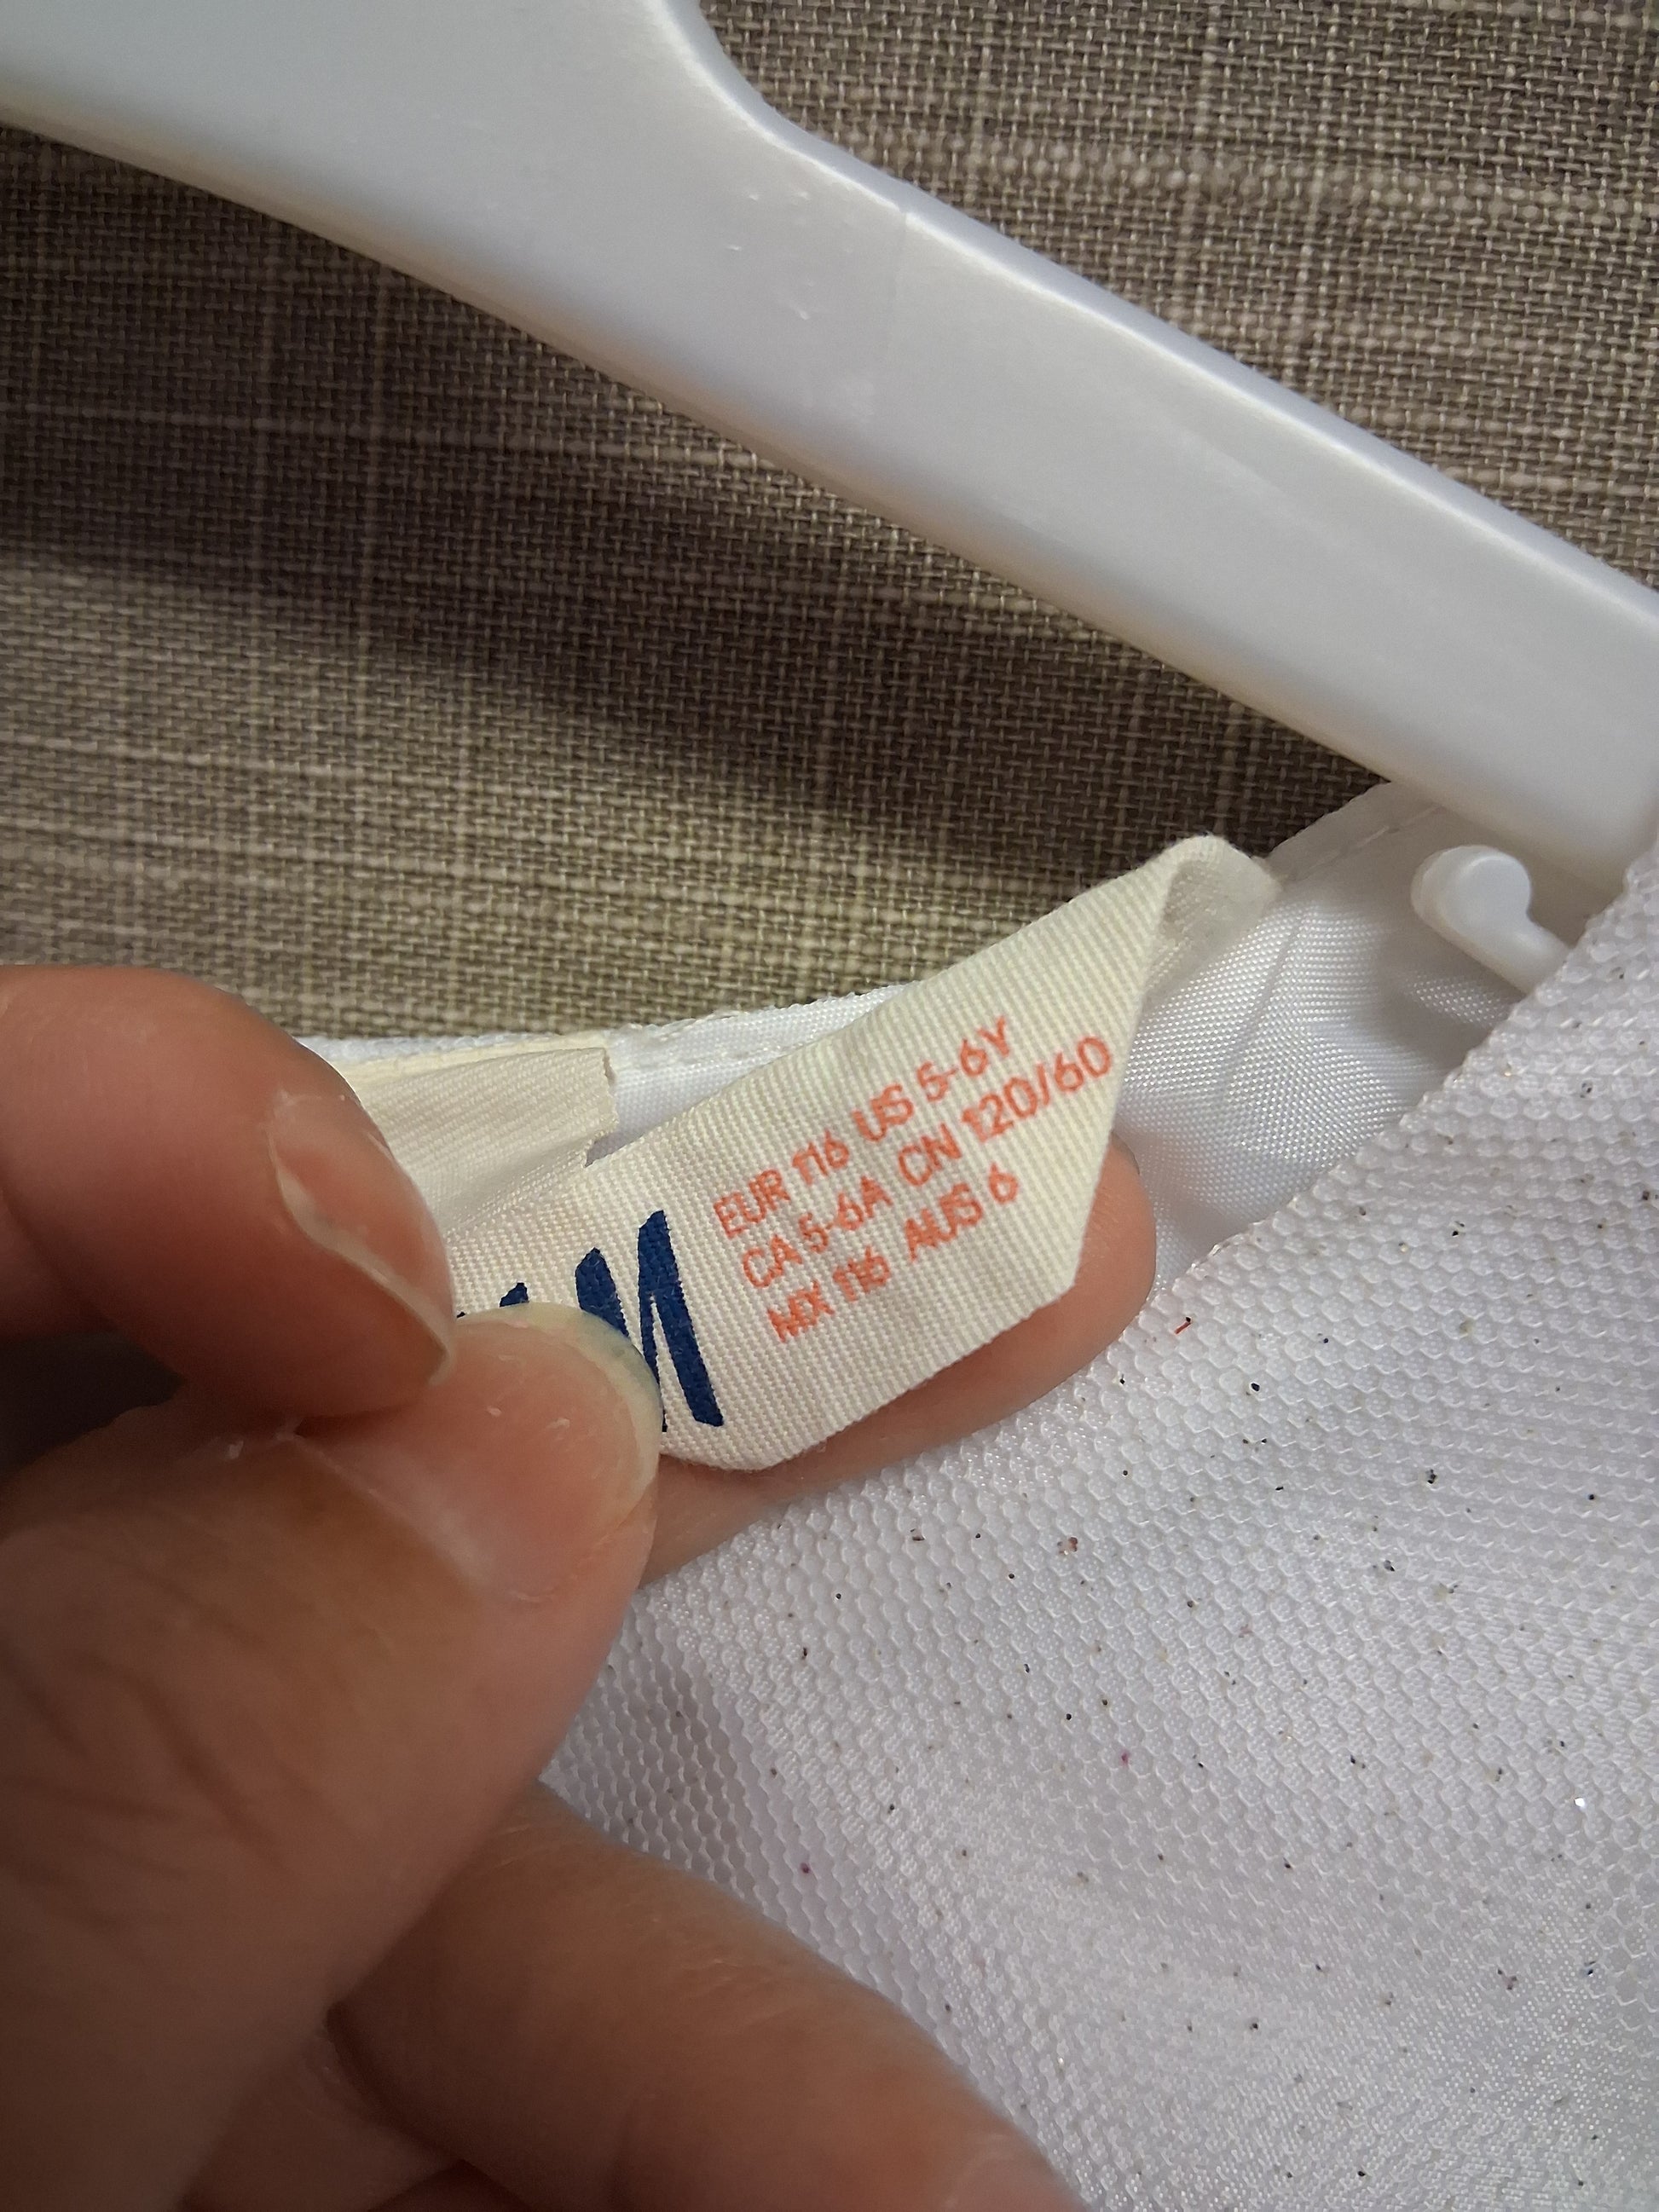 M
EUR 116 US 5-6Y
CA 5-6A CN 120/60
MX 116 AUS 6